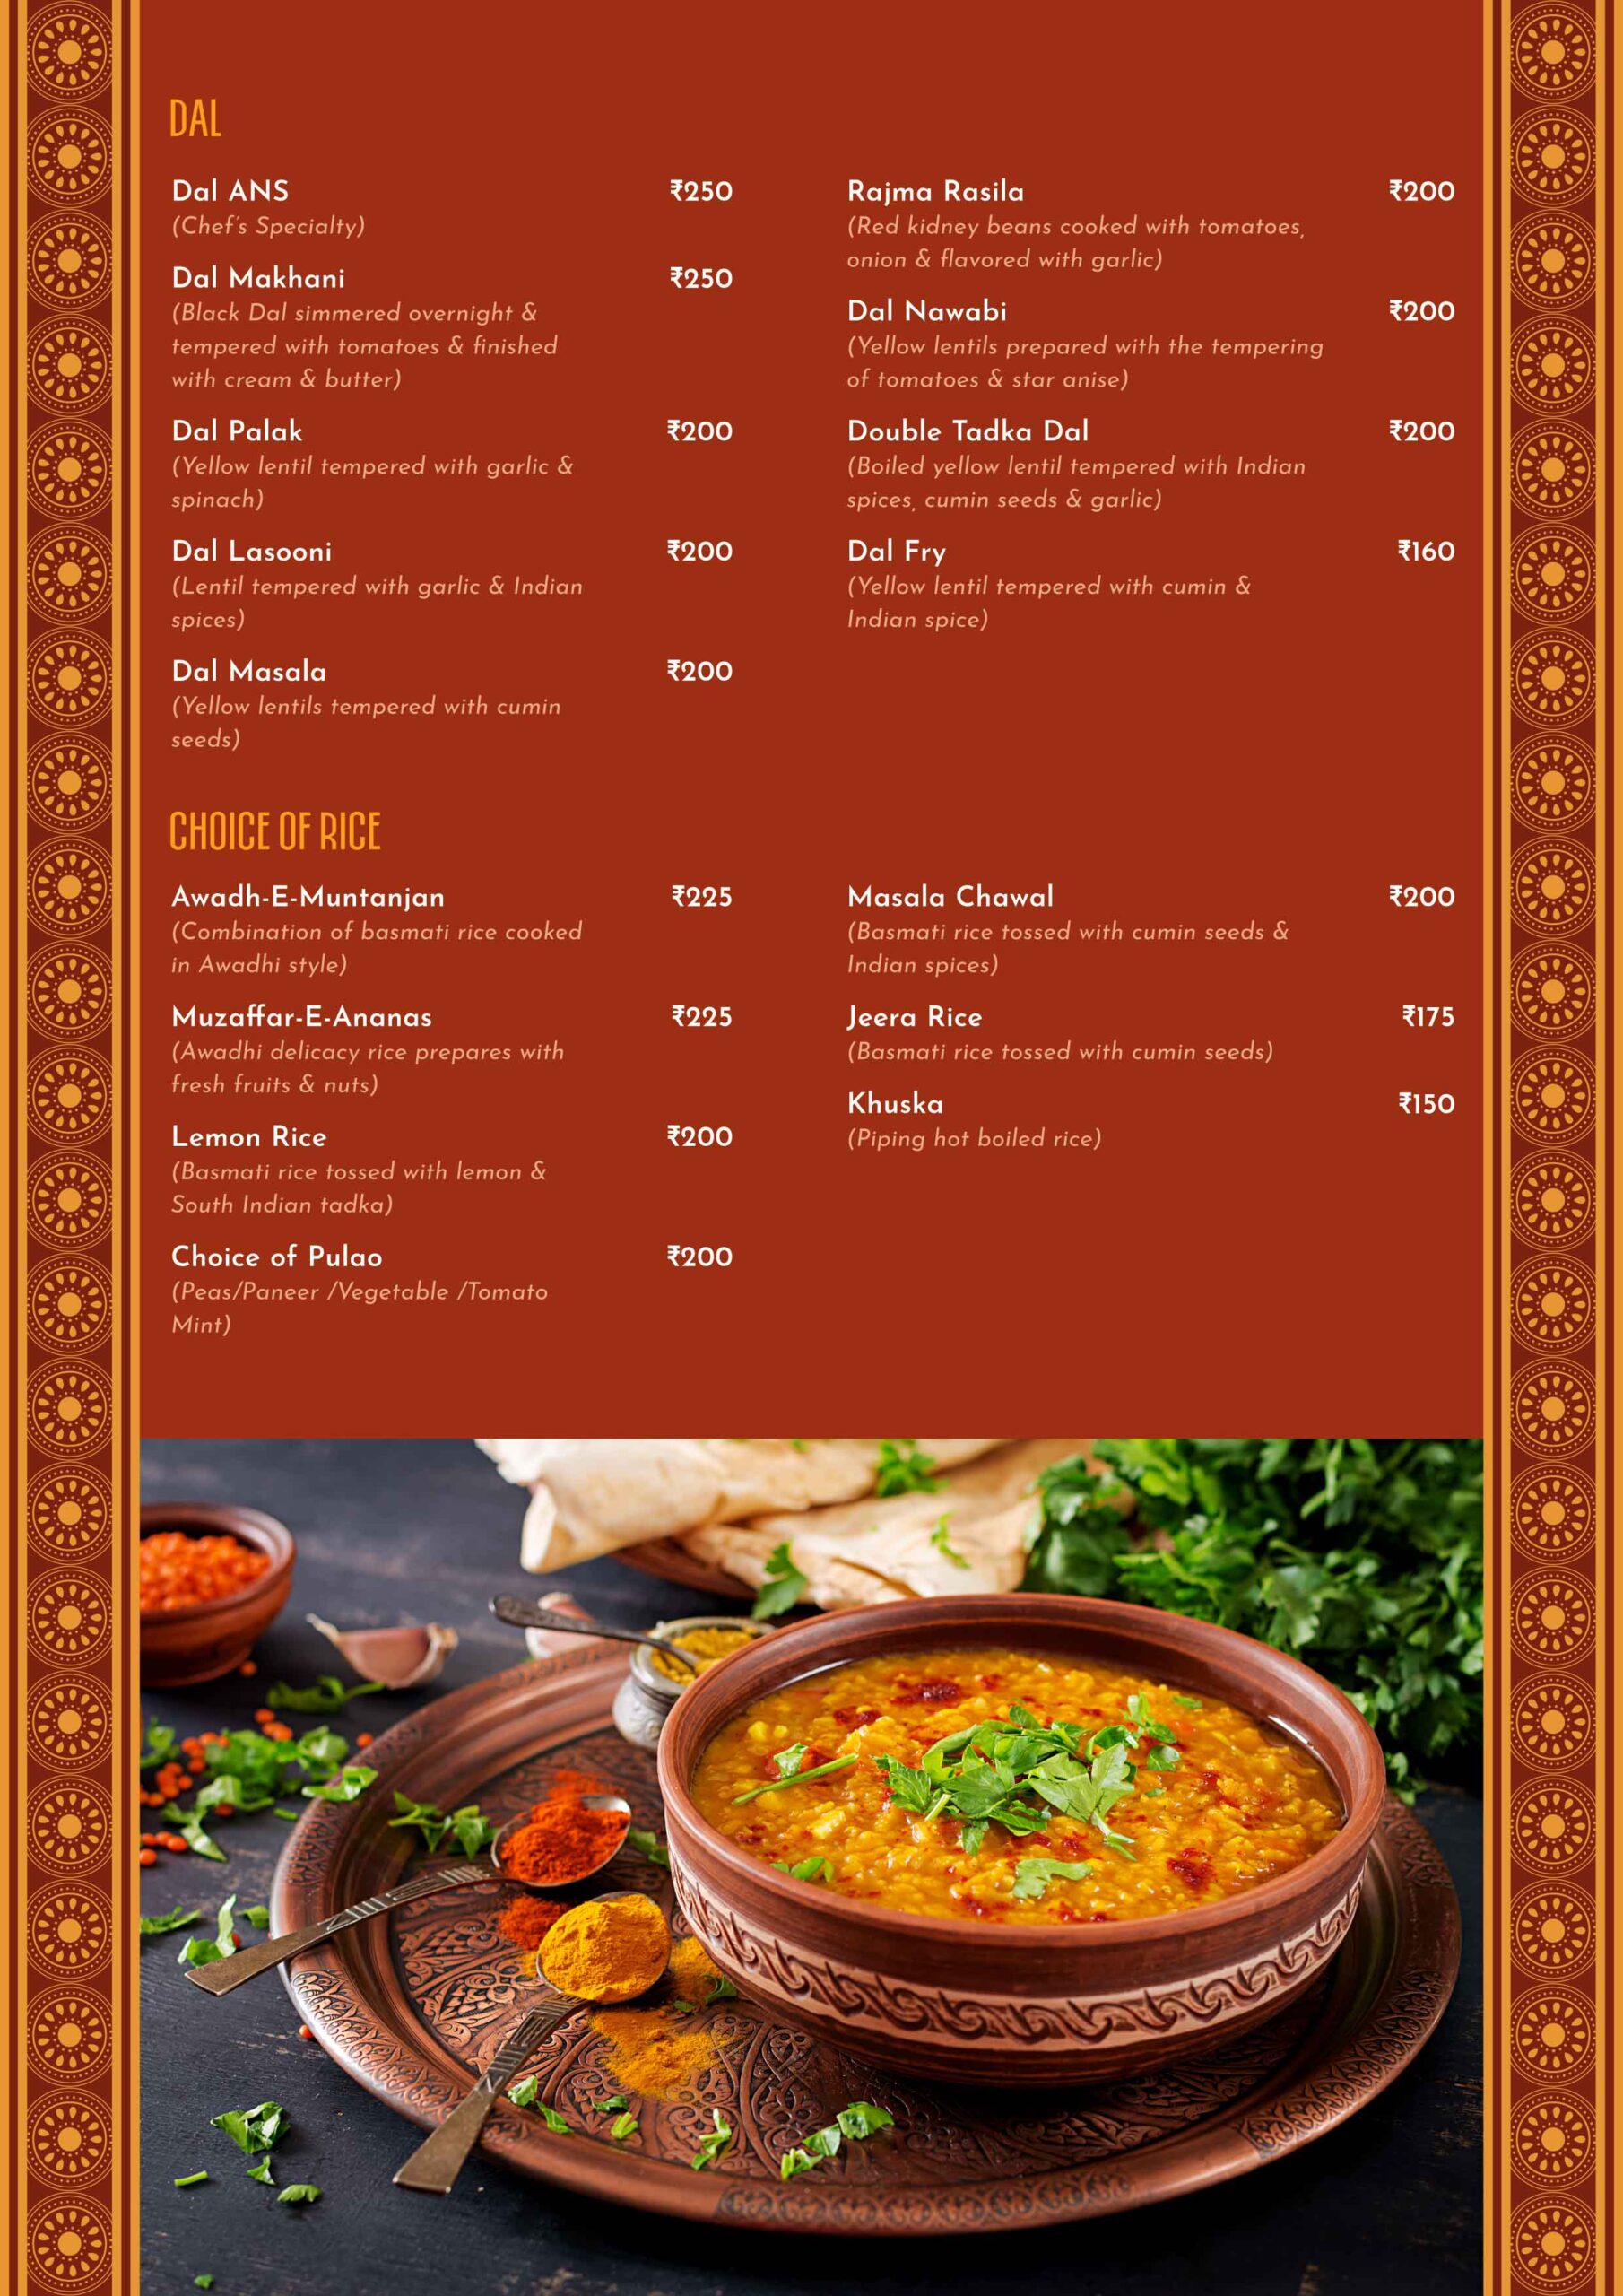 DAL
Dal ANS ₹250
(Chef's Specialty)
Dal Makhani ₹250
(Black Dal simmered overnight &
tempered with tomatoes & finished
with cream & butter)
Dal Palak ₹200
(Yellow lentil tempered with garlic &
spinach)
Dal Lasooni ₹200
(Lentil tempered with garlic & Indian
spices)
Dal Masala ₹200
(Yellow lentils tempered with cumin
seeds)
Rajma Rasila ₹200
(Red kidney beans cooked with tomatoes,
onion & flavored with garlic)
Dal Nawabi ₹200
(Yellow lentils prepared with the tempering
of tomatoes & star anise)
Double Tadka Dal ₹200
(Boiled yellow lentil tempered with Indian
spices, cumin seeds & garlic)
Dal Fry ₹160
(Yellow lentil tempered with cumin &
Indian spice)
CHOICE OF RICE
Awadh-E-Muntanjan ₹225
(Combination of basmati rice cooked
in Awadhi style)
Muzaffar-E-Ananas ₹225
(Awadhi delicacy rice prepares with
fresh fruits & nuts)
Lemon Rice ₹200
(Basmati rice tossed with lemon &
South Indian tadka)
Choice of Pulao ₹200
(Peas/Paneer /Vegetable /Tomato
Mint)
Masala Chawal ₹200
(Basmati rice tossed with cumin seeds &
Indian spices)
Jeera Rice ₹175
(Basmati rice tossed with cumin seeds)
Khuska ₹150
(Piping hot boiled rice)